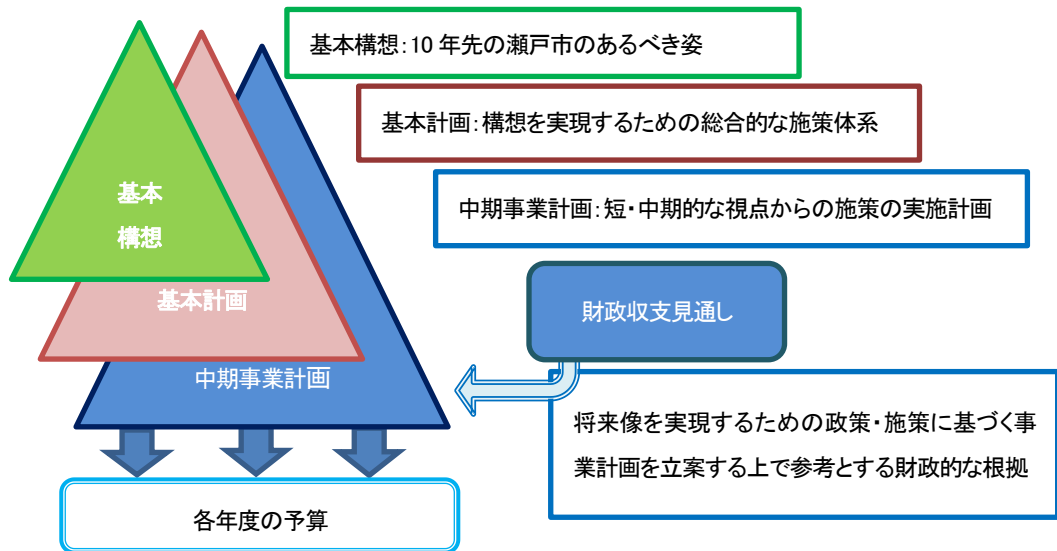 基本構想：10 年先の瀬戸市のあるべき姿
基本計画：構想を実現するための総合的な施策体系
中期事業計画：短・中期的な視点からの施策の実施計画
基本
構想
基本計画
中期事業計画
財政収支見通し
将来像を実現するための政策・施策に基づく事
業計画を立案する上で参考とする財政的な根拠
各年度の予算